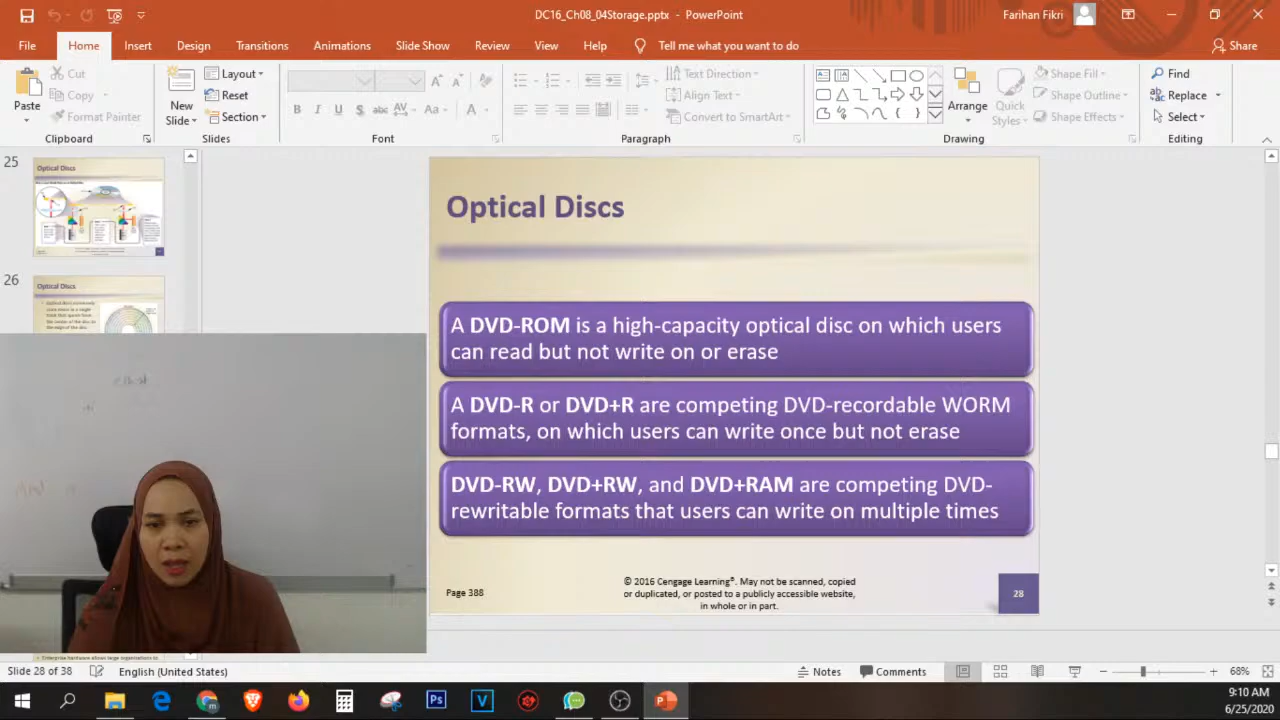 DC16_Ch08_04Storage.pptx - PowerPoint
Farihan Fikri
File Home Insert Design Transitions Animations Slide Show Review View Help Tell me what you want to do Share
Paste
Cut
Copy
Format Painter
Clipboard
New Slide
Layout
Reset
Section
Slides
B I U S abc AV Aa A
Font
Text Direction
Align Text
Convert to SmartArt
Paragraph
Arrange
Quick Styles
Shape Fill
Shape Outline
Shape Effects
Drawing
Find
Replace
Select
Editing
25
Optical Discs
26
Optical Discs
Optical Discs
A DVD-ROM is a high-capacity optical disc on which users
can read but not write on or erase
A DVD-R or DVD+R are competing DVD-recordable WORM
formats, on which users can write once but not erase
DVD-RW, DVD+RW, and DVD+RAM are competing DVD-
rewritable formats that users can write on multiple times
Page 388
© 2016 Cengage Learning®. May not be scanned, copied
or duplicated, or posted to a publicly accessible website,
in whole or in part.
28
Slide 28 of 38 English (United States) Notes Comments 68%
9:10 AM
6/25/2020